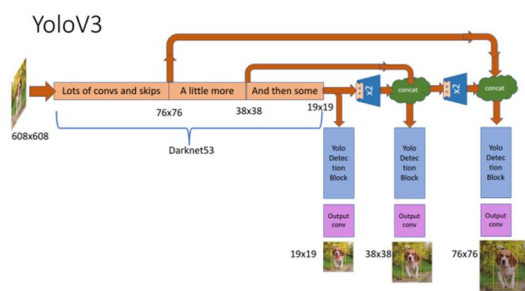 YoloV3
Lots of convs and skips
A little more
And then some
76x76
38x38
19x19
608x608
Darknet53
x2
concat
x2
concat
Yolo
Detec
tion
Block
Yolo
Detec
tion
Block
Yolo
Detec
tion
Block
Output
conv
Output
conv
Output
conv
19x19
38x38
76x76